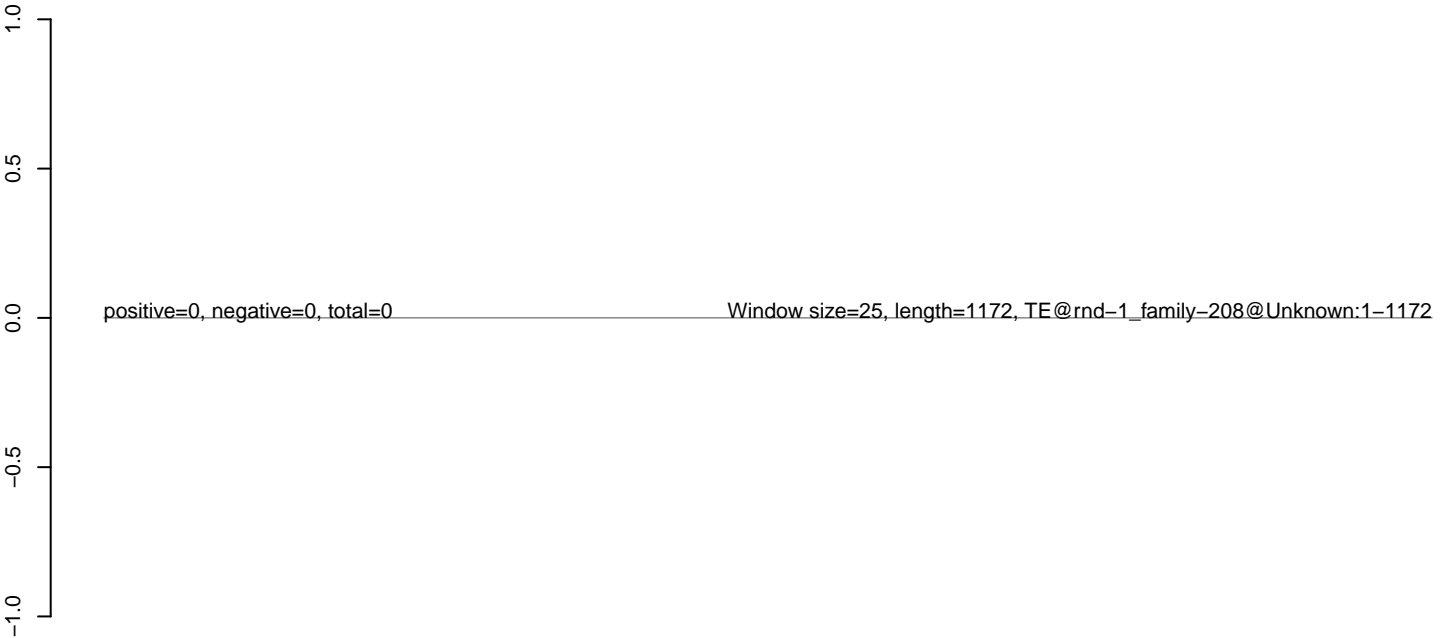 1.0
0.5
0.0
−0.5
−1.0
positive=0, negative=0, total=0
Window size=25, length=1172, TE@rnd−1_family−208@Unknown:1−1172